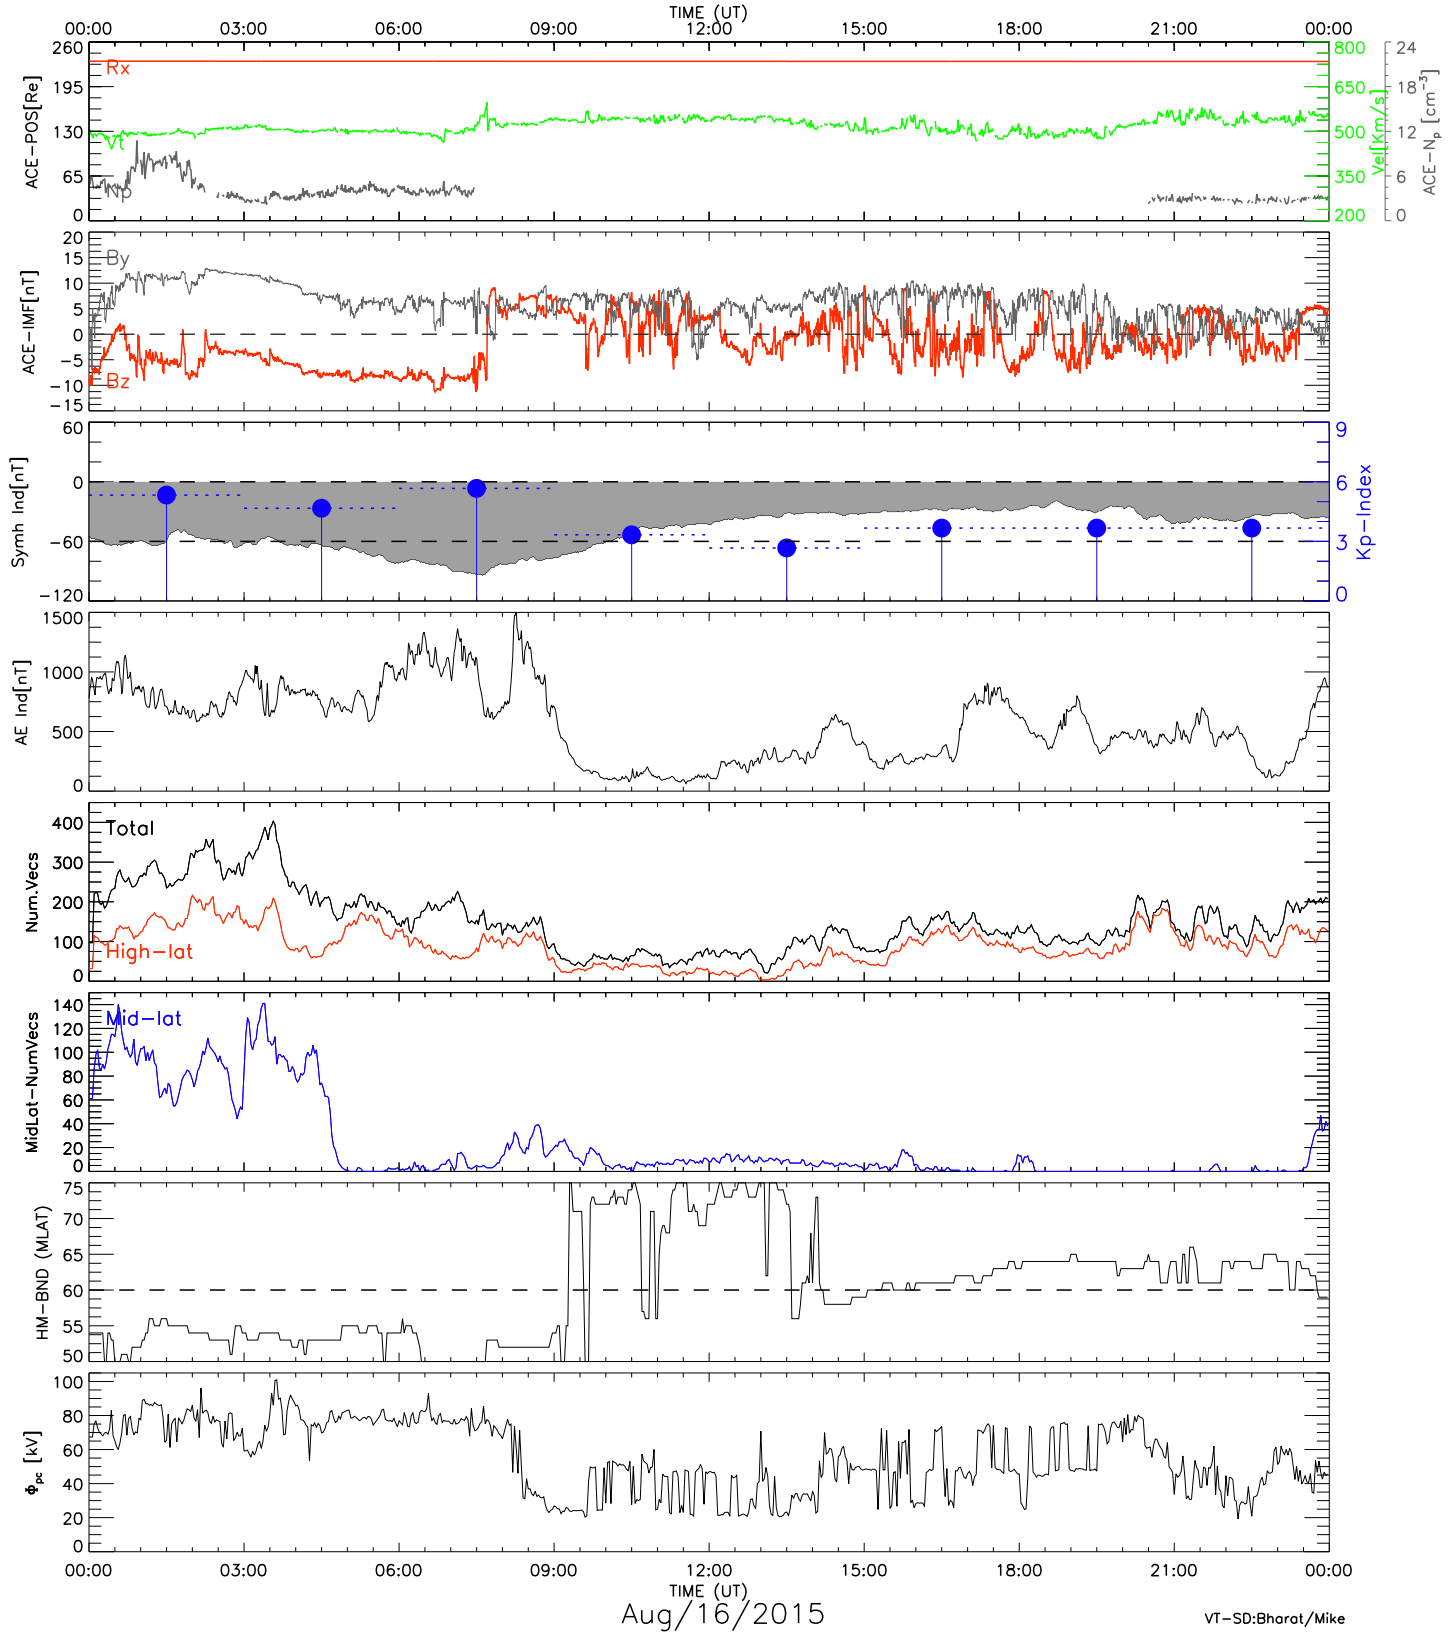 TIME (UT)
00:00 03:00 06:00 09:00 12:00 15:00 18:00 21:00 00:00
ACE-POS[Re]
260
195
130
65
0
Rx
Vt
Np
800
650
500
350
200
Vel[Km/s]
24
18
12
6
0
ACE-Np [cm-3]
ACE-IMF[nT]
20
15
10
5
0
-5
-10
-15
By
Bz
Symh Ind[nT]
60
0
-60
-120
9
6
3
0
Kp-Index
AE Ind[nT]
1500
1000
500
0
Num.Vecs
400
300
200
100
0
Total
High-lat
MidLat-NumVecs
140
120
100
80
60
40
20
0
Mid-lat
HM-BND (MLAT)
75
70
65
60
55
50
Φpc [kV]
100
80
60
40
20
0
00:00 03:00 06:00 09:00 12:00 15:00 18:00 21:00 00:00
TIME (UT)
Aug/16/2015
VT-SD:Bharat/Mike